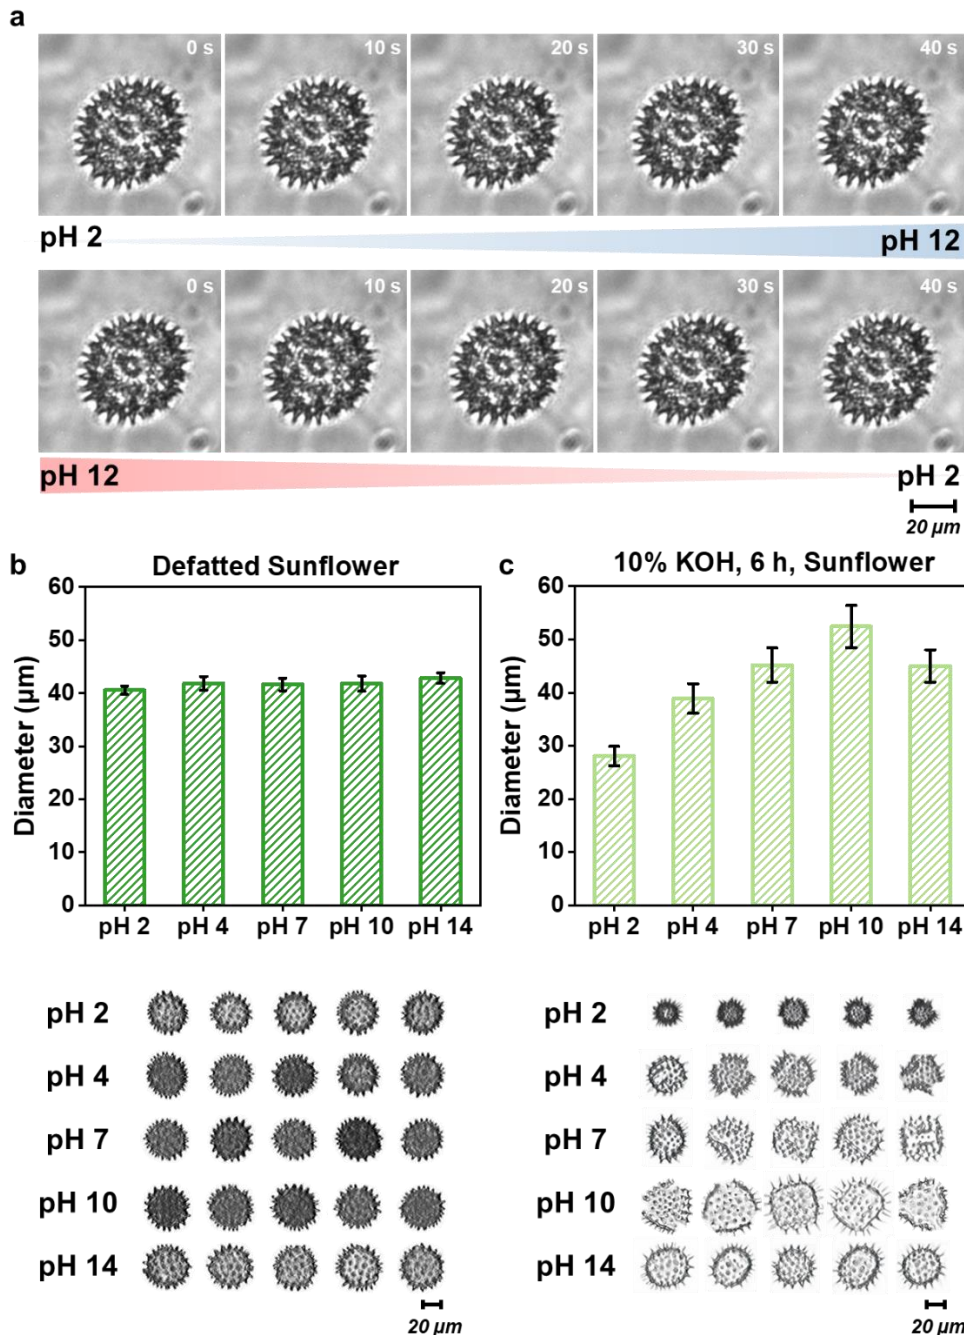 a
0 s 10 s 20 s 30 s 40 s
pH 2 pH 12
0 s 10 s 20 s 30 s 40 s
pH 12 pH 2
20 µm
b Defatted Sunflower
60
50
40
30
20
10
0
Diameter (µm)
pH 2 pH 4 pH 7 pH 10 pH 14
c 10% KOH, 6 h, Sunflower
60
50
40
30
20
10
0
Diameter (µm)
pH 2 pH 4 pH 7 pH 10 pH 14
pH 2
pH 4
pH 7
pH 10
pH 14
20 µm
pH 2
pH 4
pH 7
pH 10
pH 14
20 µm